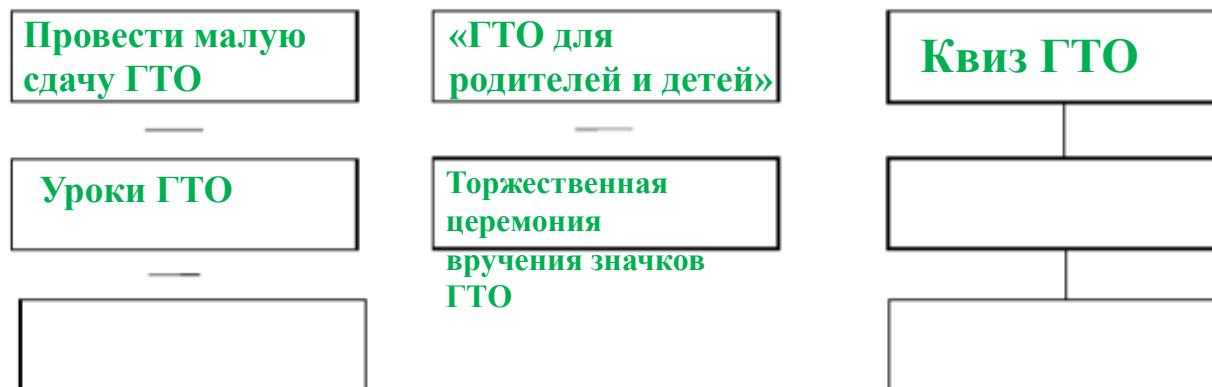 Провести малую
сдачу ГТО
«ГТО для
родителей и детей»
Квиз ГТО
Уроки ГТО
Торжественная
церемония
вручения значков
ГТО